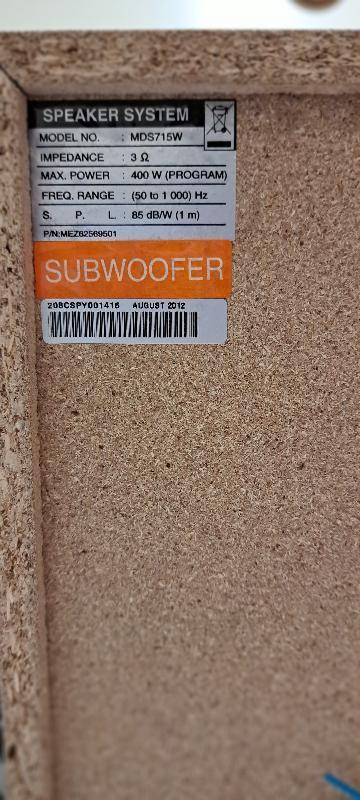 SPEAKER SYSTEM
MODEL NO. : MDS715W
IMPEDANCE : 3 Ω
MAX. POWER : 400 W (PROGRAM)
FREQ. RANGE : (50 to 1 000) Hz
S. P. L. : 85 dB/W (1 m)
P/N:MEZ62569501
SUBWOOFER
208CSPY001416 AUGUST 2012